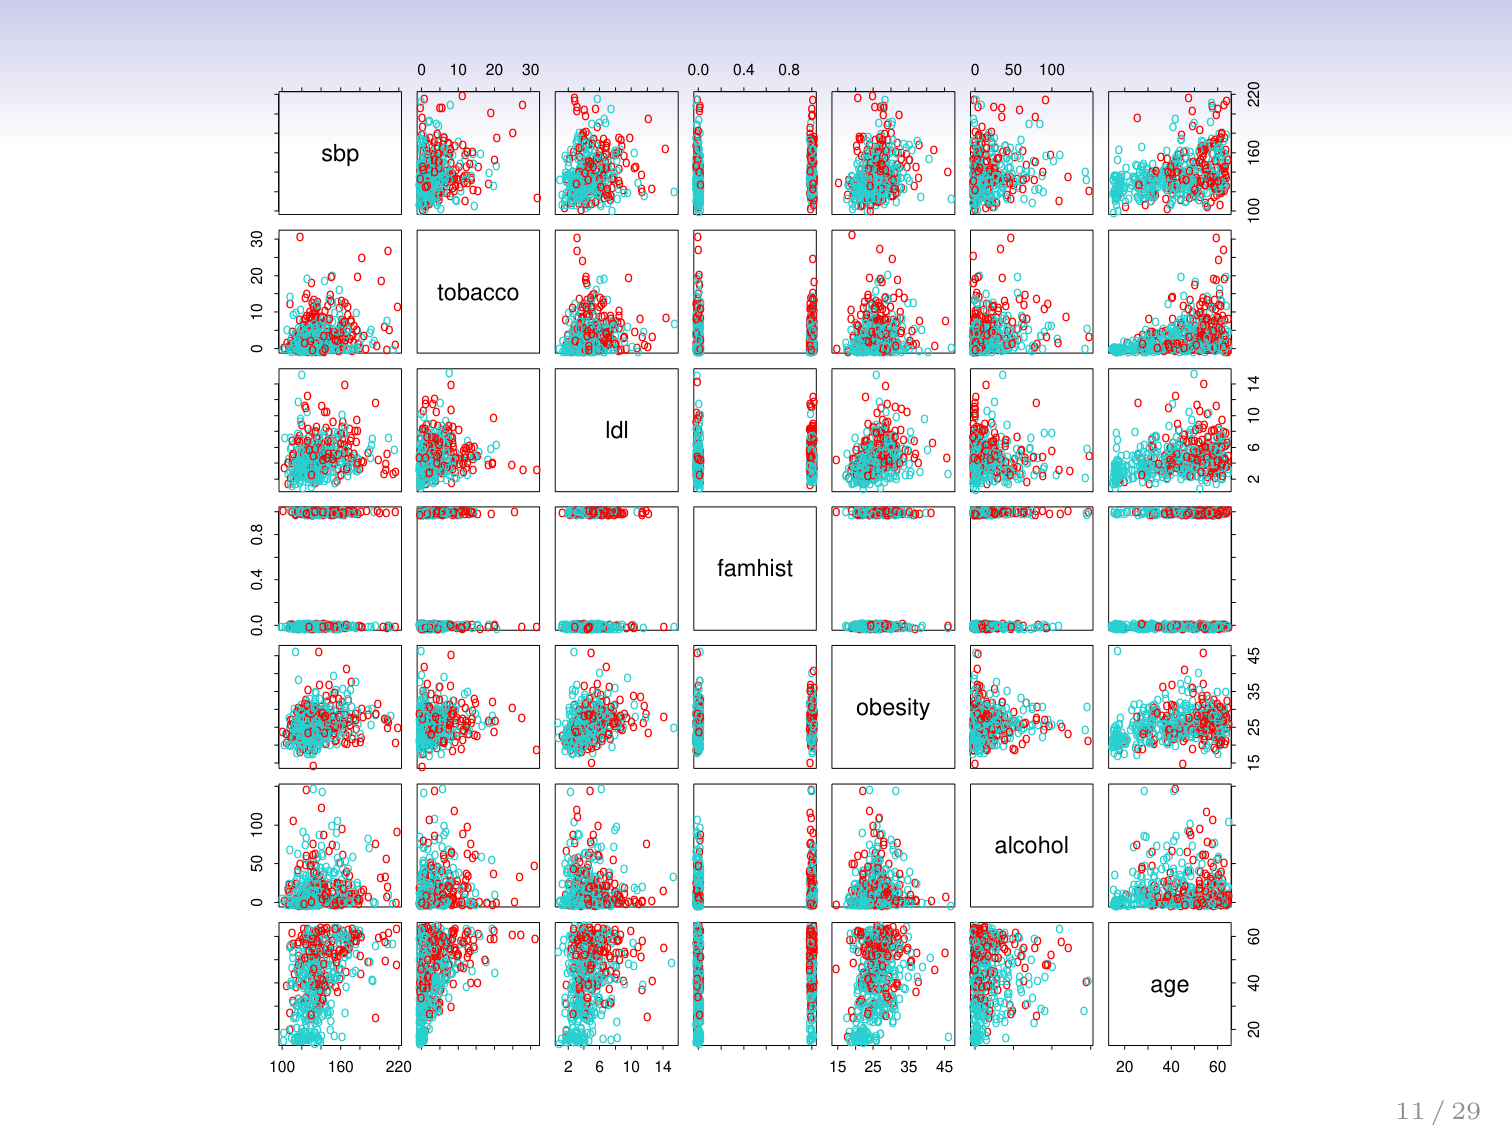 0 10 20 30 0.0 0.4 0.8 0 50 100
sbp
100 160 220
0 10 20 30
tobacco
ldl
2 6 10 14
0.0 0.4 0.8
famhist
obesity
15 25 35 45
0 50 100
alcohol
age
20 40 60
100 160 220 2 6 10 14 15 25 35 45 20 40 60
11 / 29